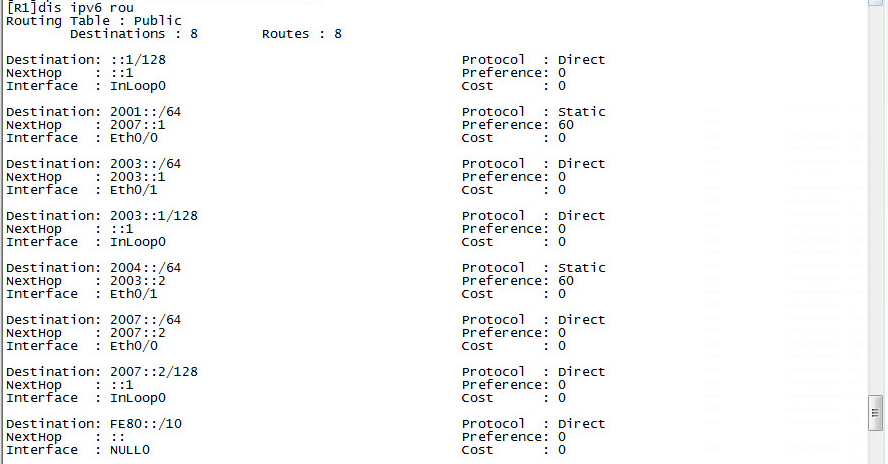 [R1]dis ipv6 rou
Routing Table : Public
Destinations : 8 Routes : 8
Destination: ::1/128 Protocol : Direct
NextHop : ::1 Preference: 0
Interface : InLoop0 Cost : 0
Destination: 2001::/64 Protocol : Static
NextHop : 2007::1 Preference: 60
Interface : Eth0/0 Cost : 0
Destination: 2003::/64 Protocol : Direct
NextHop : 2003::1 Preference: 0
Interface : Eth0/1 Cost : 0
Destination: 2003::1/128 Protocol : Direct
NextHop : ::1 Preference: 0
Interface : InLoop0 Cost : 0
Destination: 2004::/64 Protocol : Static
NextHop : 2003::2 Preference: 60
Interface : Eth0/1 Cost : 0
Destination: 2007::/64 Protocol : Direct
NextHop : 2007::2 Preference: 0
Interface : Eth0/0 Cost : 0
Destination: 2007::2/128 Protocol : Direct
NextHop : ::1 Preference: 0
Interface : InLoop0 Cost : 0
Destination: FE80::/10 Protocol : Direct
NextHop : :: Preference: 0
Interface : NULL0 Cost : 0